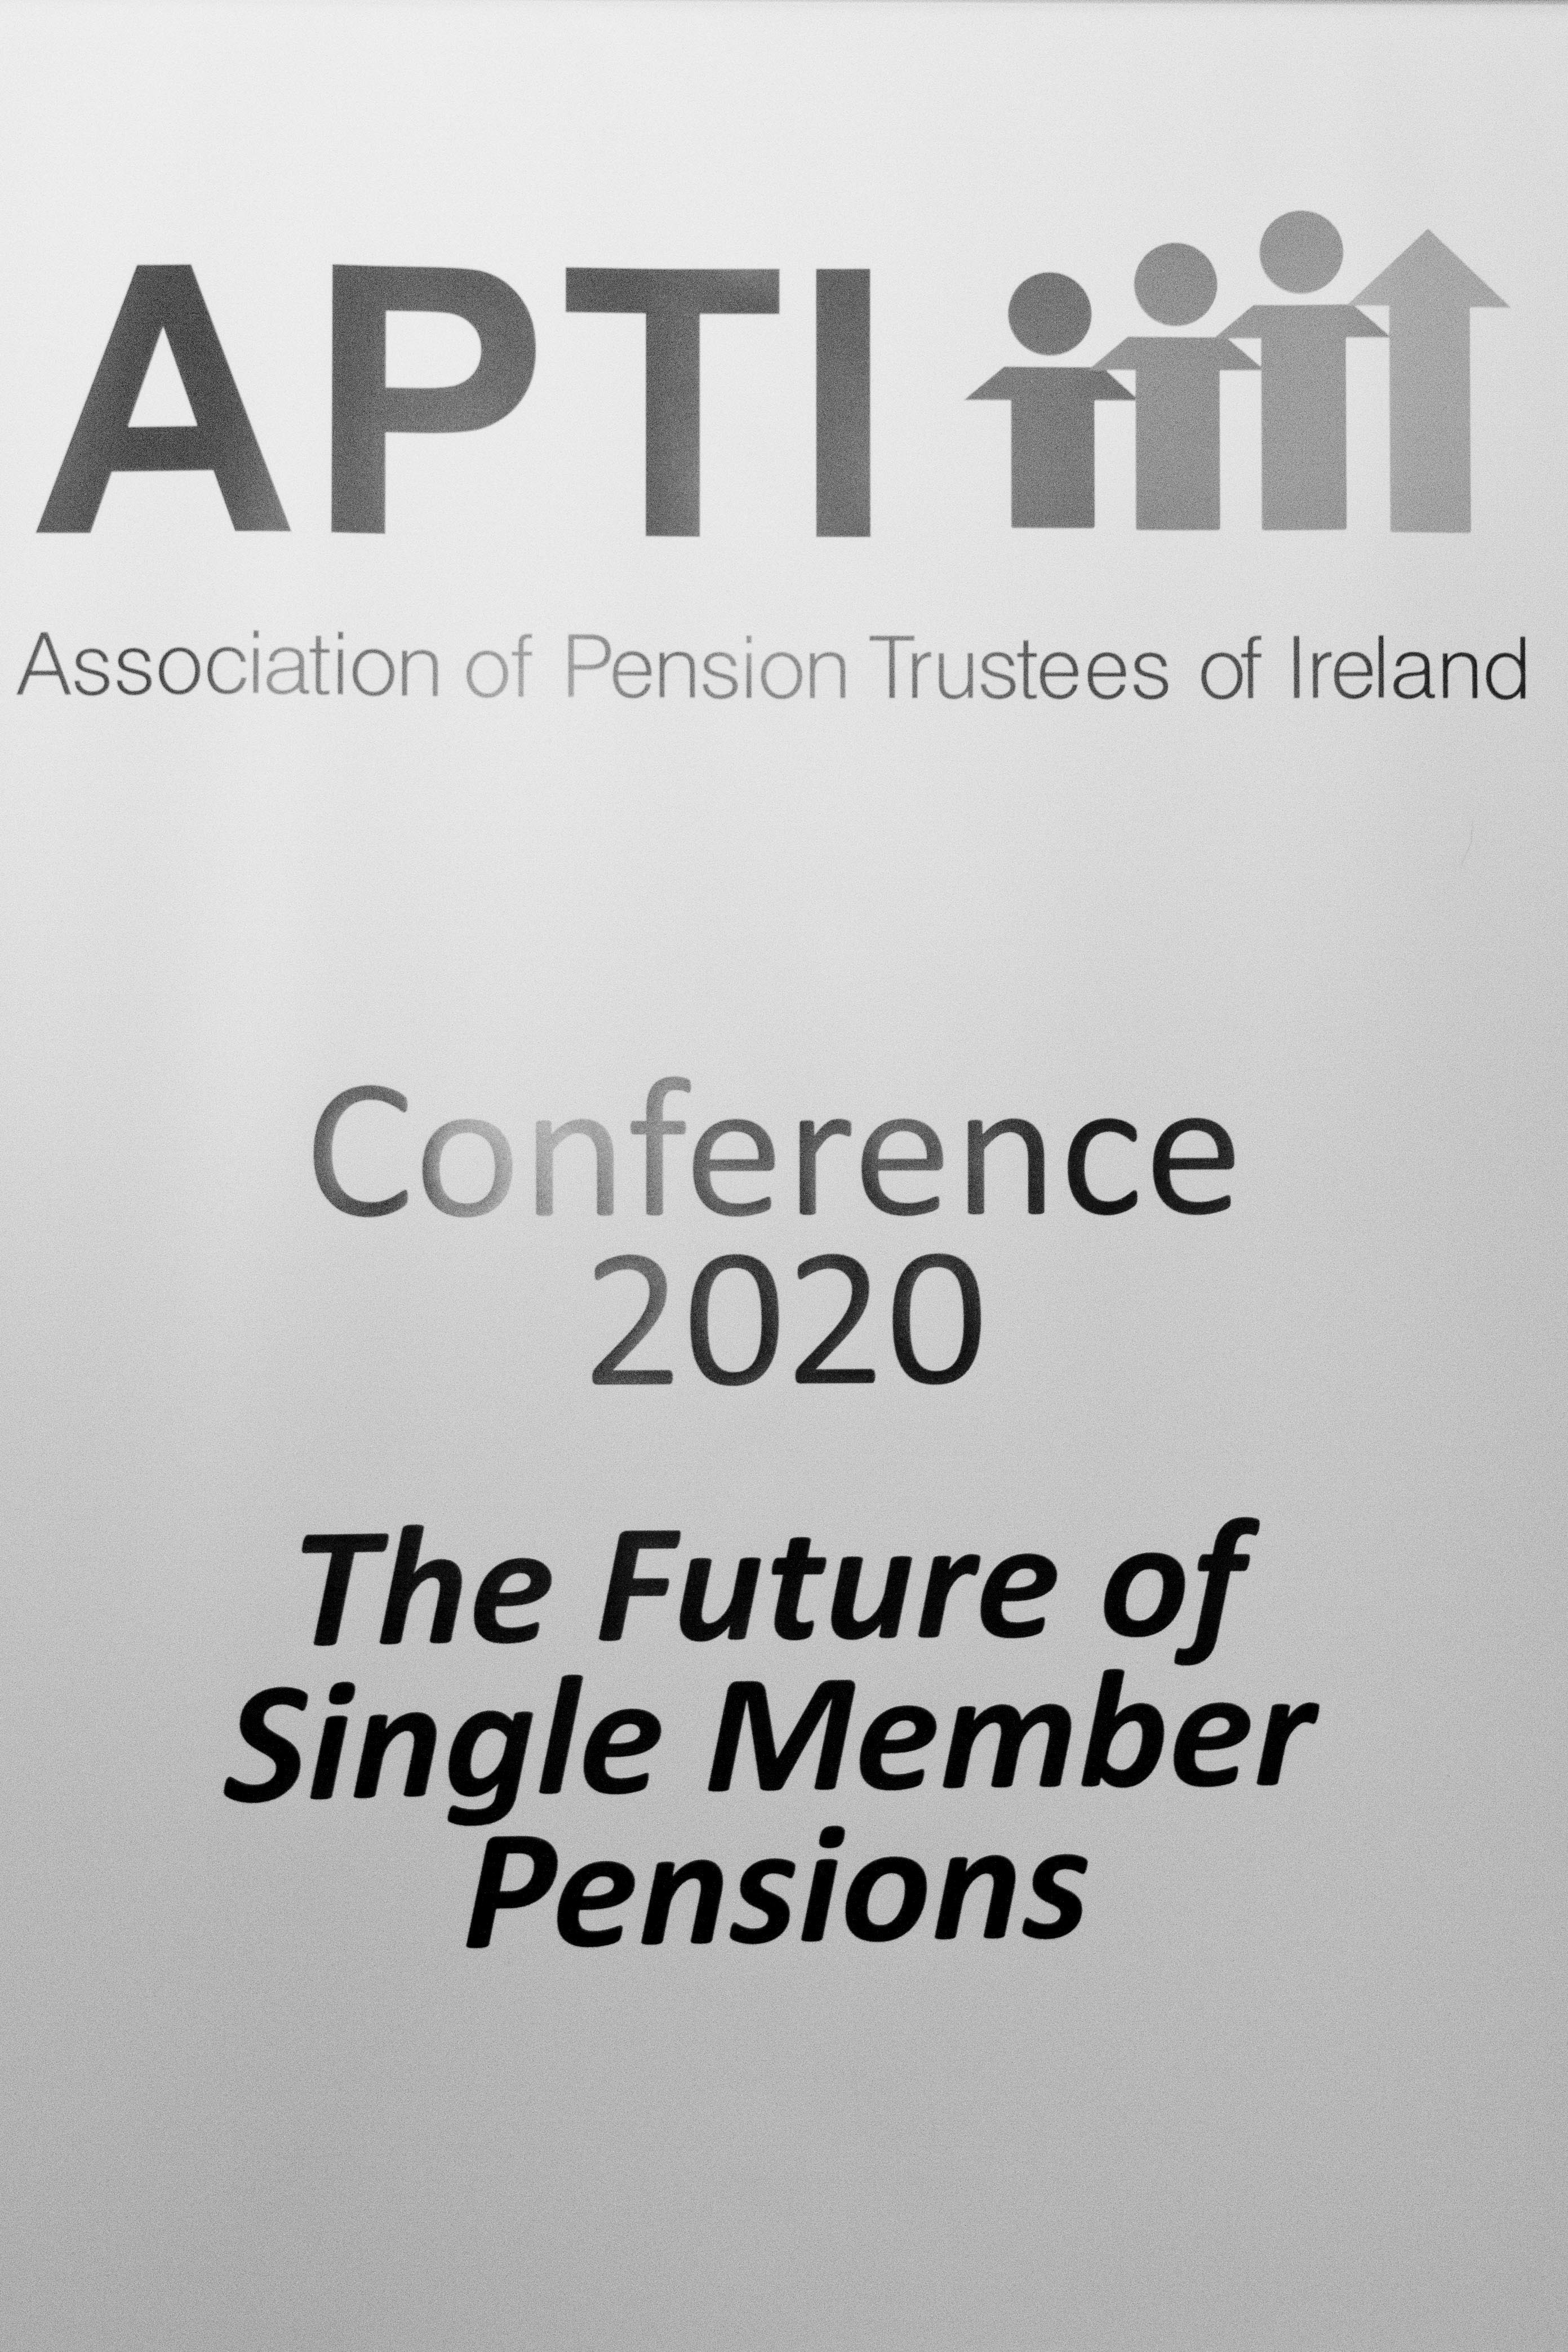 APTI
Association of Pension Trustees of Ireland
Conference
2020
The Future of
Single Member
Pensions